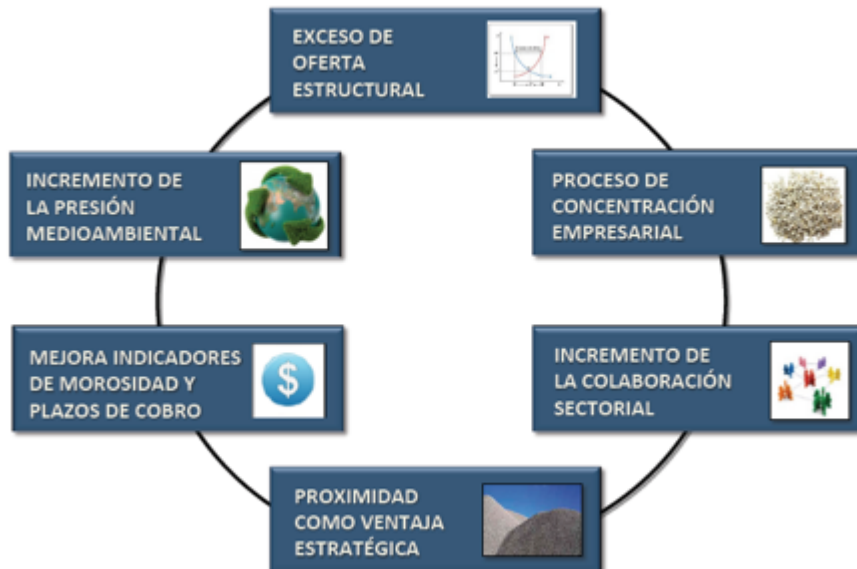 EXCESO DE
OFERTA
ESTRUCTURAL
INCREMENTO DE
LA PRESIÓN
MEDIOAMBIENTAL
PROCESO DE
CONCENTRACIÓN
EMPRESARIAL
MEJORA INDICADORES
DE MOROSIDAD Y
PLAZOS DE COBRO
$
INCREMENTO DE
LA COLABORACIÓN
SECTORIAL
PROXIMIDAD
COMO VENTAJA
ESTRATÉGICA